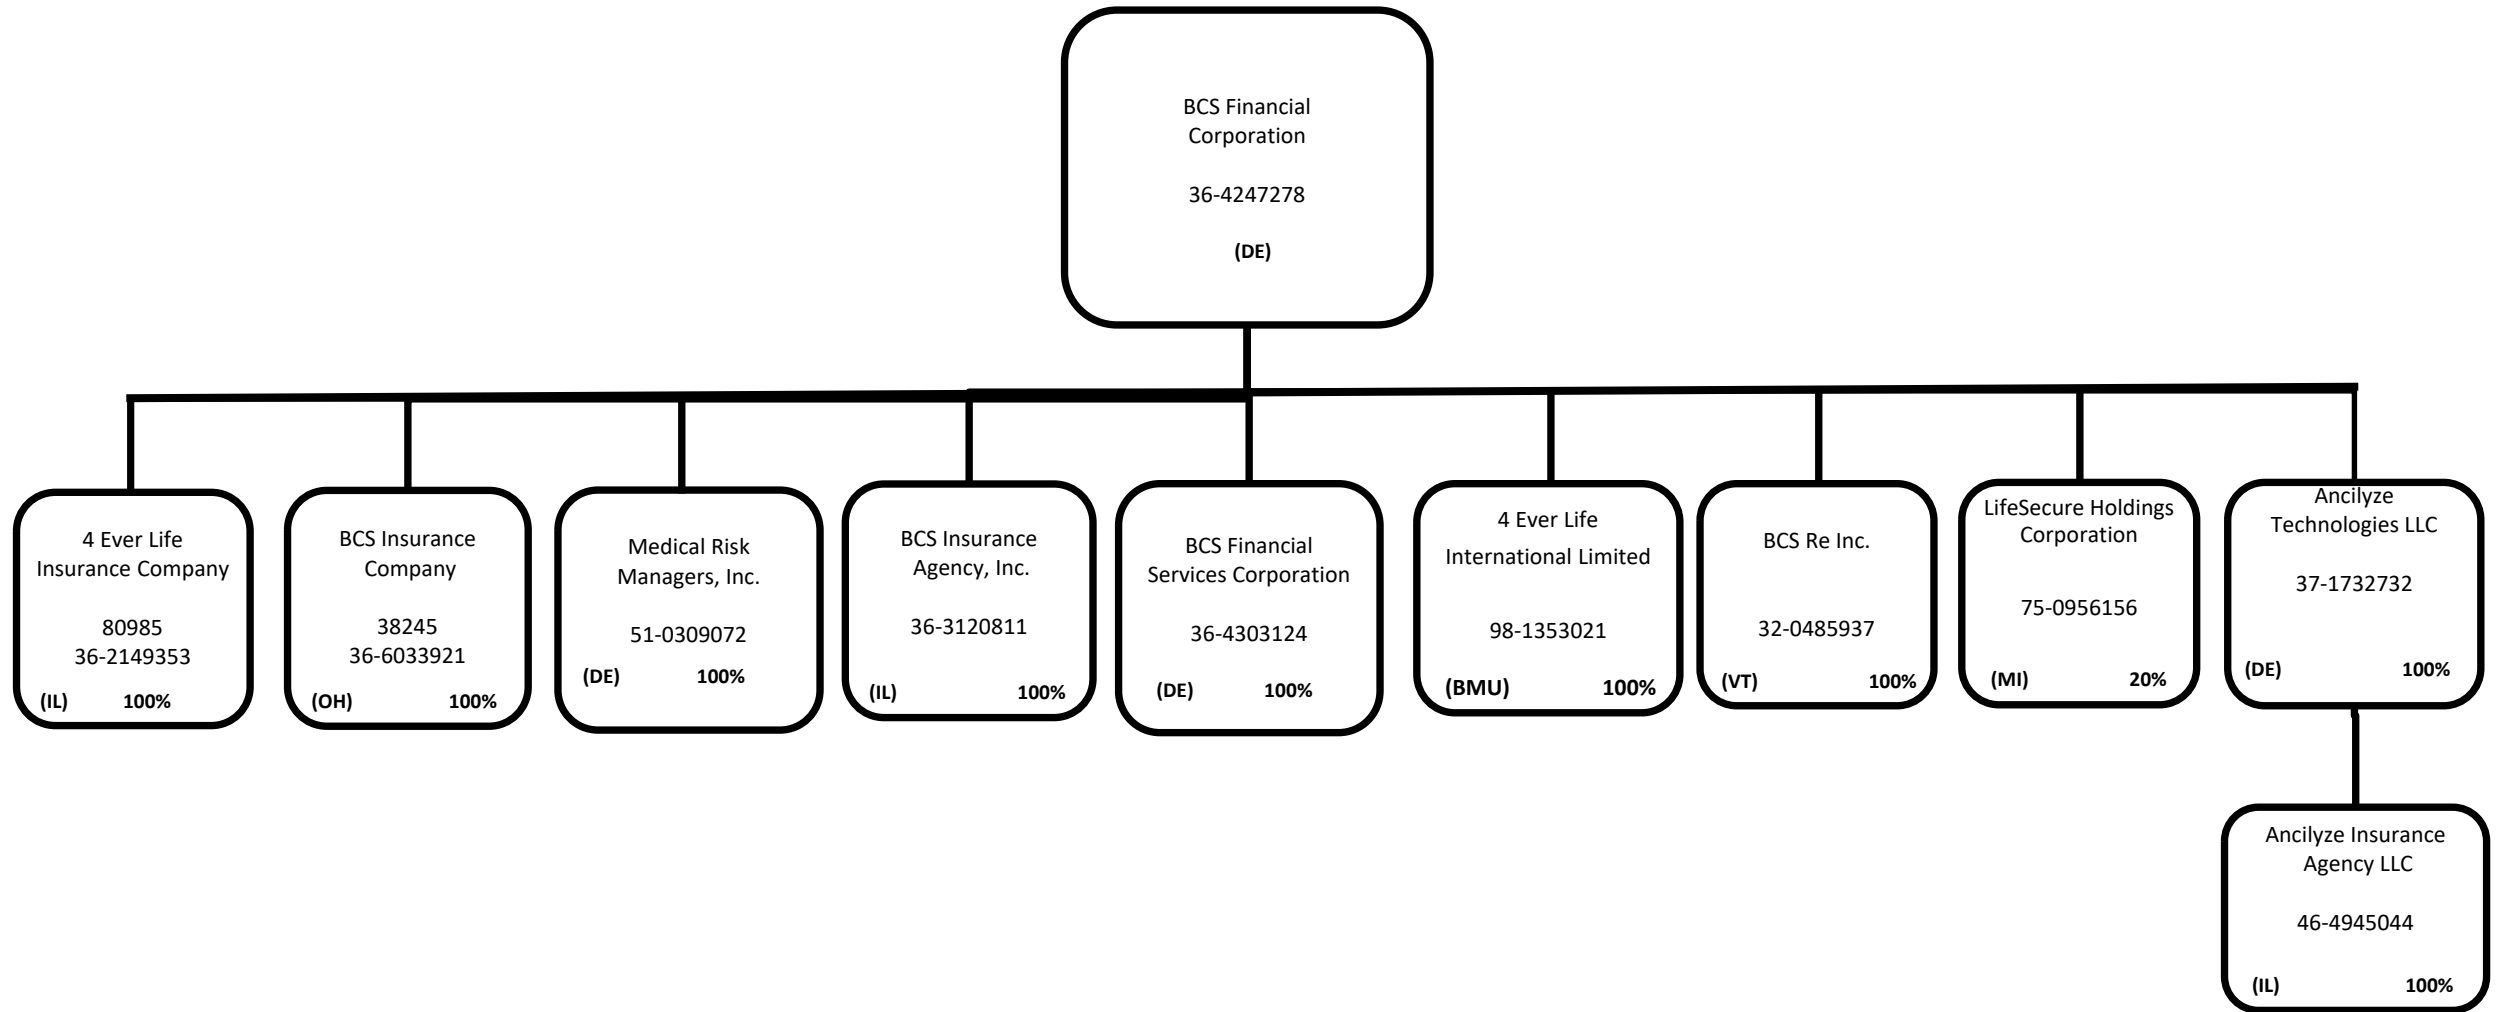 BCS Financial
Corporation
36-4247278
(DE)
4 Ever Life
Insurance Company
80985
36-2149353
(IL) 100%
BCS Insurance
Company
38245
36-6033921
(OH) 100%
Medical Risk
Managers, Inc.
51-0309072
(DE) 100%
BCS Insurance
Agency, Inc.
36-3120811
(IL) 100%
BCS Financial
Services Corporation
36-4303124
(DE) 100%
4 Ever Life
International Limited
98-1353021
(BMU) 100%
BCS Re Inc.
32-0485937
(VT) 100%
LifeSecure Holdings
Corporation
75-0956156
(MI) 20%
Ancilyze
Technologies LLC
37-1732732
(DE) 100%
Ancilyze Insurance
Agency LLC
46-4945044
(IL) 100%